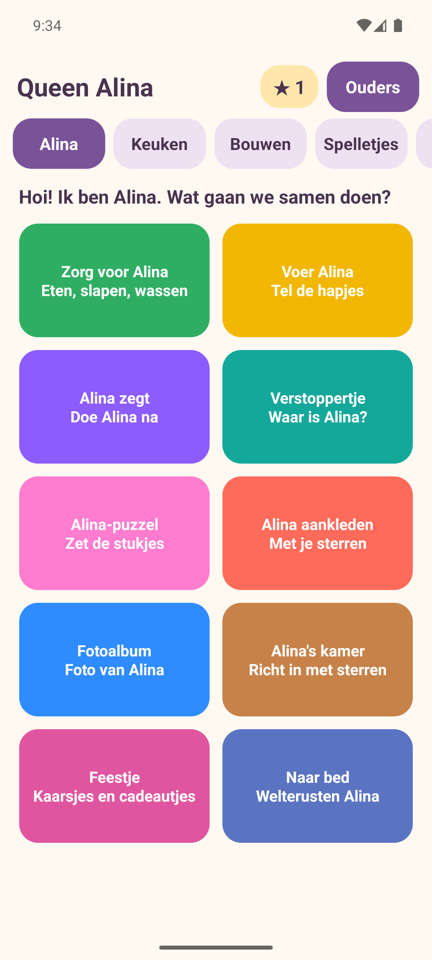 9:34
Queen Alina
★ 1
Ouders
Alina
Keuken
Bouwen
Spelletjes
Hoi! Ik ben Alina. Wat gaan we samen doen?
Zorg voor Alina
Eten, slapen, wassen
Voer Alina
Tel de hapjes
Alina zegt
Doe Alina na
Verstoppertje
Waar is Alina?
Alina-puzzel
Zet de stukjes
Alina aankleden
Met je sterren
Fotoalbum
Foto van Alina
Alina's kamer
Richt in met sterren
Feestje
Kaarsjes en cadeautjes
Naar bed
Welterusten Alina